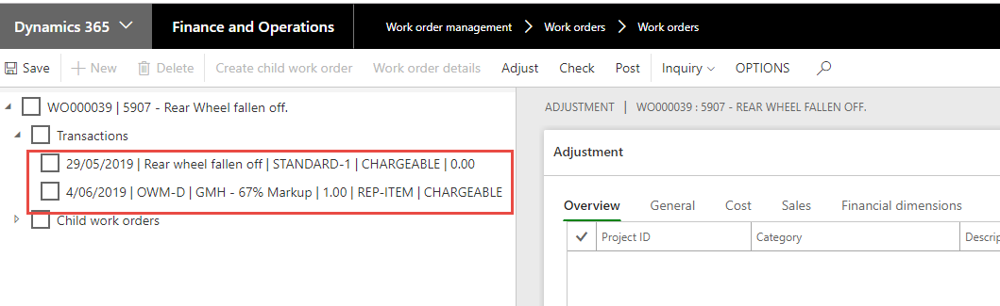 Dynamics 365 Finance and Operations Work order management Work orders Work orders
Save New Delete Create child work order Work order details Adjust Check Post Inquiry OPTIONS
WO000039 | 5907 - Rear Wheel fallen off.
ADJUSTMENT | WO000039 : 5907 - REAR WHEEL FALLEN OFF.
Transactions
Adjustment
29/05/2019 | Rear wheel fallen off | STANDARD-1 | CHARGEABLE | 0.00
4/06/2019 | OWM-D | GMH - 67% Markup | 1.00 | REP-ITEM | CHARGEABLE
Overview General Cost Sales Financial dimensions
Child work orders
Project ID Category Descrip